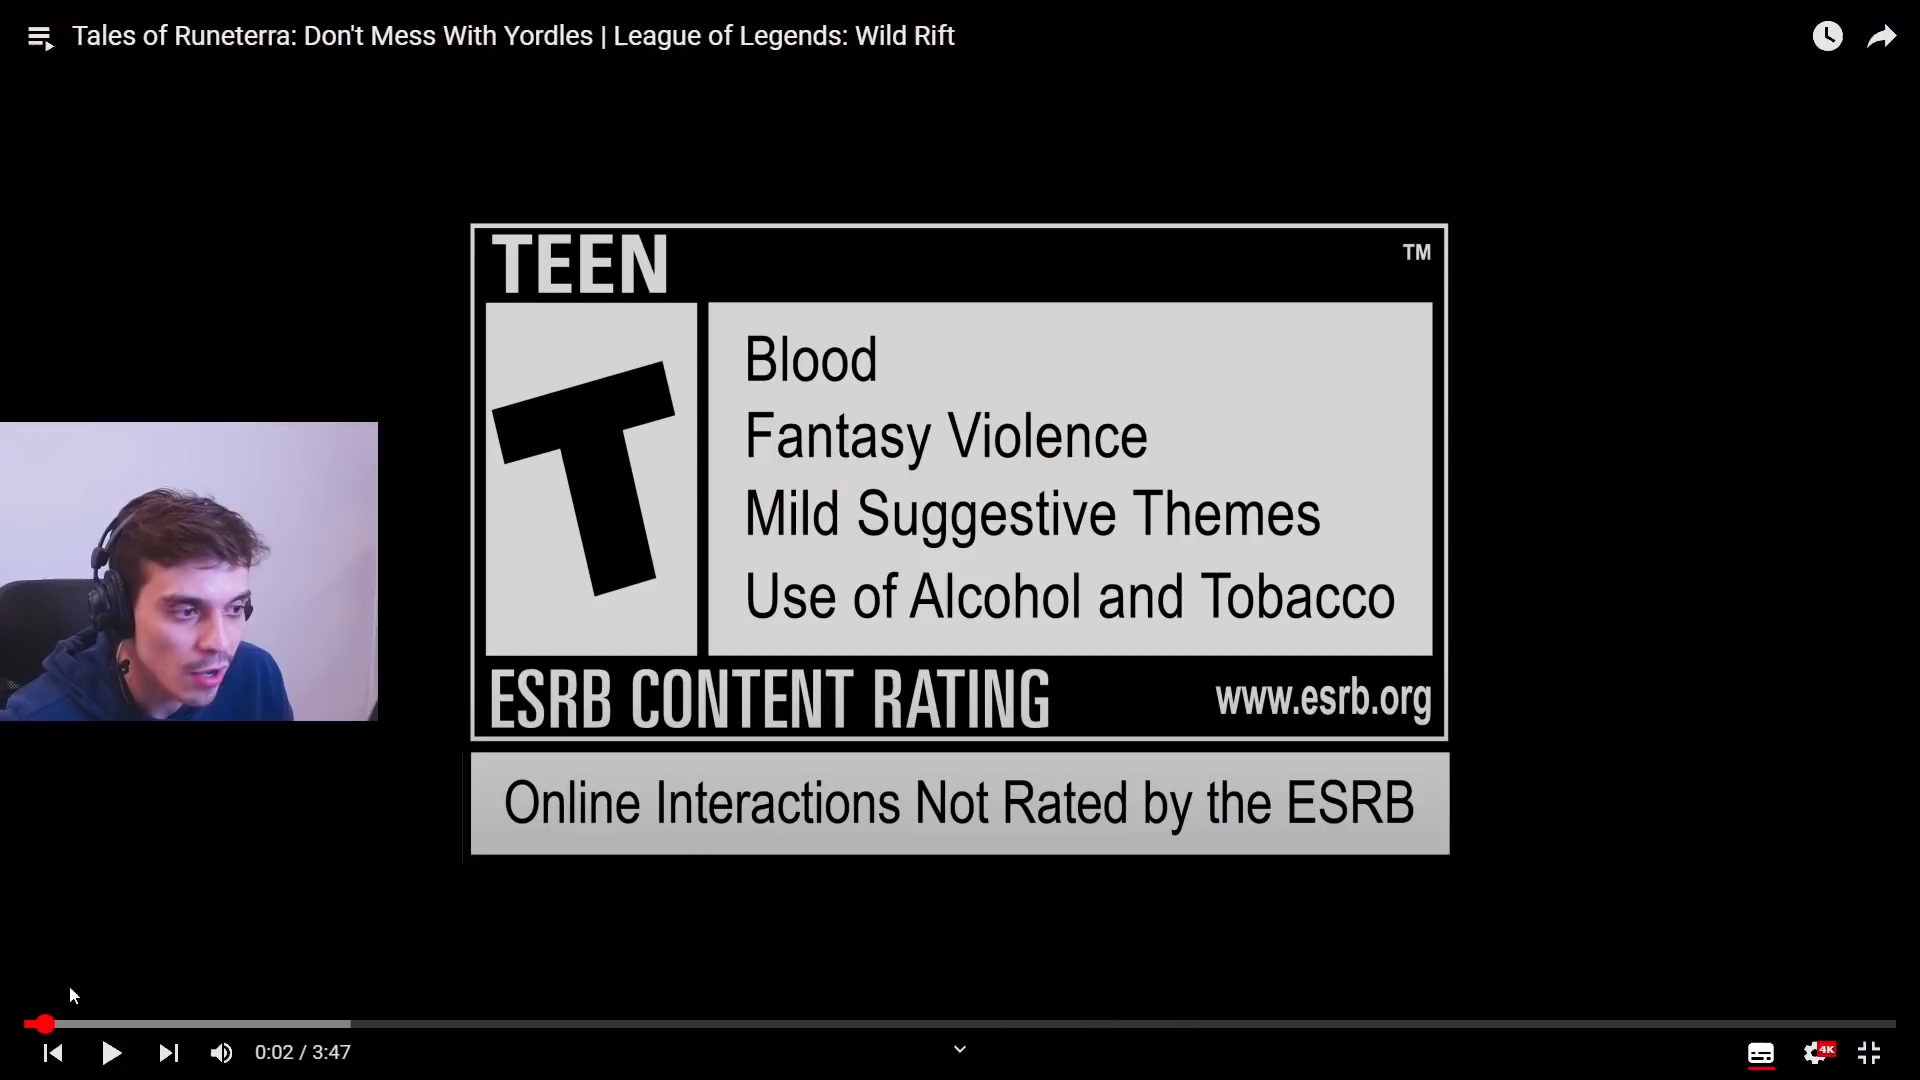 Tales of Runeterra: Don't Mess With Yordles | League of Legends: Wild Rift
TEEN
TM
T
Blood
Fantasy Violence
Mild Suggestive Themes
Use of Alcohol and Tobacco
ESRB CONTENT RATING
www.esrb.org
Online Interactions Not Rated by the ESRB
0:02 / 3:47
4K